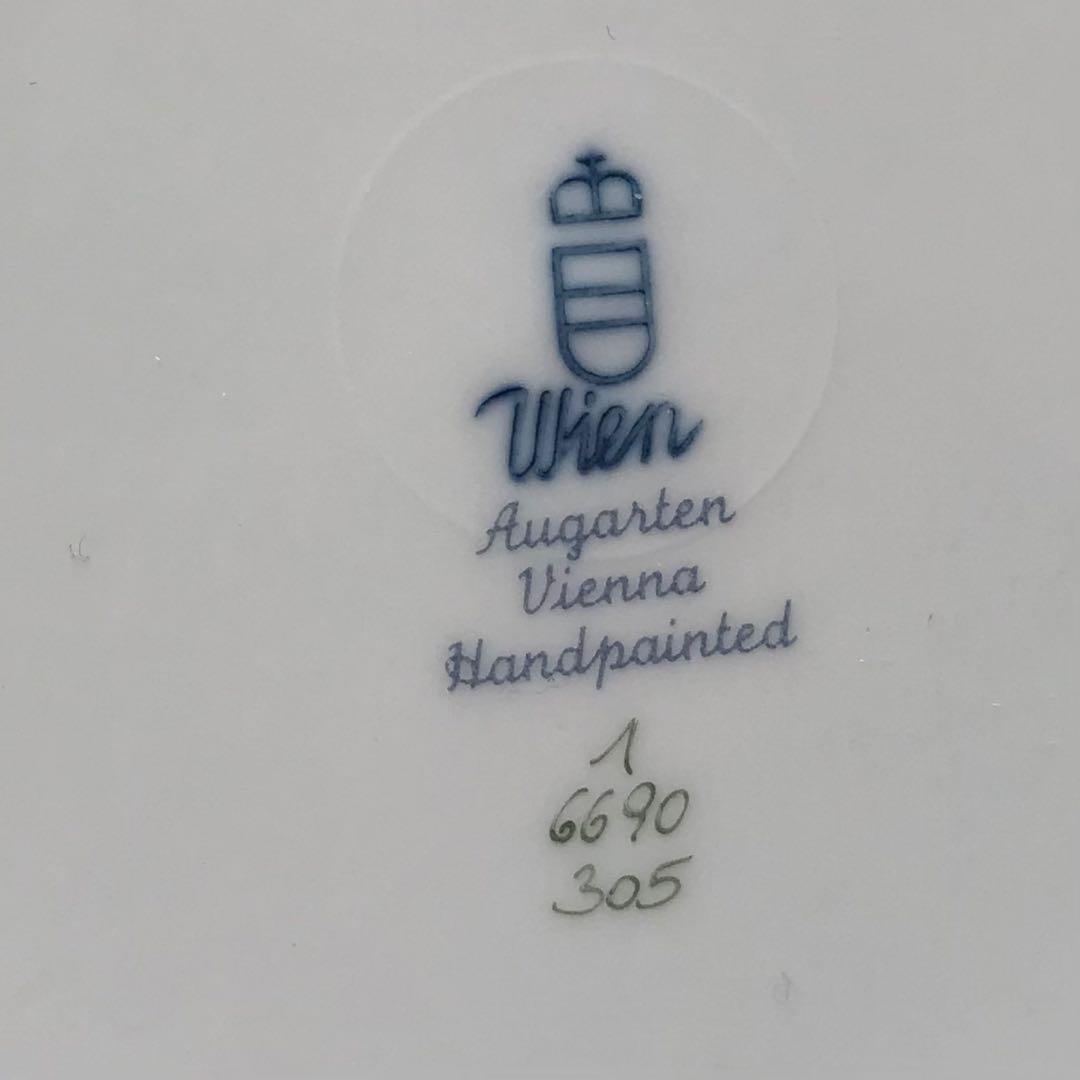 Wien
Augarten
Vienna
Handpainted
1
6690
305